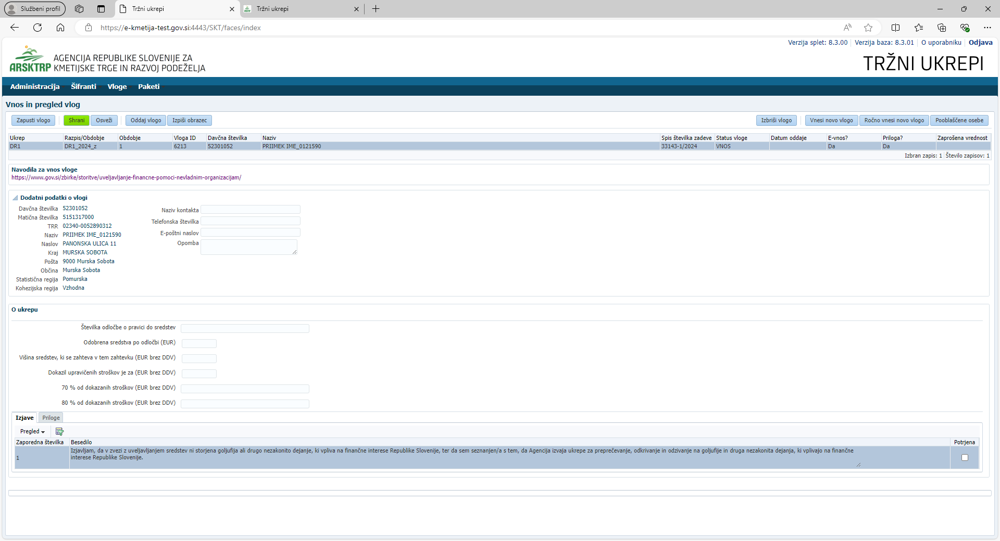 Službeni profil
Tržni ukrepi
Tržni ukrepi
https://e-kmetija-test.gov.si:4443/SKT/faces/index
Verzija splet: 8.3.00 Verzija baza: 8.3.01 O uporabniku Odjava
ARSKTRP
AGENCIJA REPUBLIKE SLOVENIJE ZA
KMETIJSKE TRGE IN RAZVOJ PODEŽELJA
TRŽNI UKREPI
Administracija Šifranti Vloge Paketi
Vnos in pregled vlog
Zapusti vlogo Shrani Osveži Oddaj vlogo Izpiši obrazec Izbriši vlogo Vnesi novo vlogo Ročno vnesi novo vlogo Pooblaščene osebe
Ukrep Razpis/Obdobje Obdobje Vloga ID Davčna številka Naziv Spis številka zadeve Status vloge Datum oddaje E-vnos? Priloga? Zaprošena vrednost
DR1 DR1_2024_z 1 6213 52301052 PRIIMEK IME_0121590 33143-1/2024 VNOS Da Da
Izbran zapis: 1 Število zapisov: 1
Navodila za vnos vloge
https://www.gov.si/zbirke/storitve/uveljavljanje-financne-pomoci-nevladnim-organizacijam/
Dodatni podatki o vlogi
Davčna številka 52301052
Matična številka 5151317000
TRR 02340-0052890312
Naziv PRIIMEK IME_0121590
Naslov PANONSKA ULICA 11
Kraj MURSKA SOBOTA
Pošta 9000 Murska Sobota
Občina Murska Sobota
Statistična regija Pomurska
Kohezijska regija Vzhodna
Naziv kontakta
Telefonska številka
E-poštni naslov
Opomba
O ukrepu
Številka odločbe o pravici do sredstev
Odobrena sredstva po odločbi (EUR)
Višina sredstev, ki se zahteva v tem zahtevku (EUR brez DDV)
Dokazil upravičenih stroškov je za (EUR brez DDV)
70 % od dokazanih stroškov (EUR brez DDV)
80 % od dokazanih stroškov (EUR brez DDV)
Izjave Priloge
Pregled
Zaporedna številka Besedilo Potrjena
1
Izjavljam, da v zvezi z uveljavljanjem sredstev ni storjena goljufija ali drugo nezakonito dejanje, ki vpliva na finančne interese Republike Slovenije, ter da sem seznanjen/a s tem, da Agencija izvaja ukrepe za preprečevanje, odkrivanje in odzivanje na goljufije in druga nezakonita dejanja, ki vplivajo na finančne
interese Republike Slovenije.